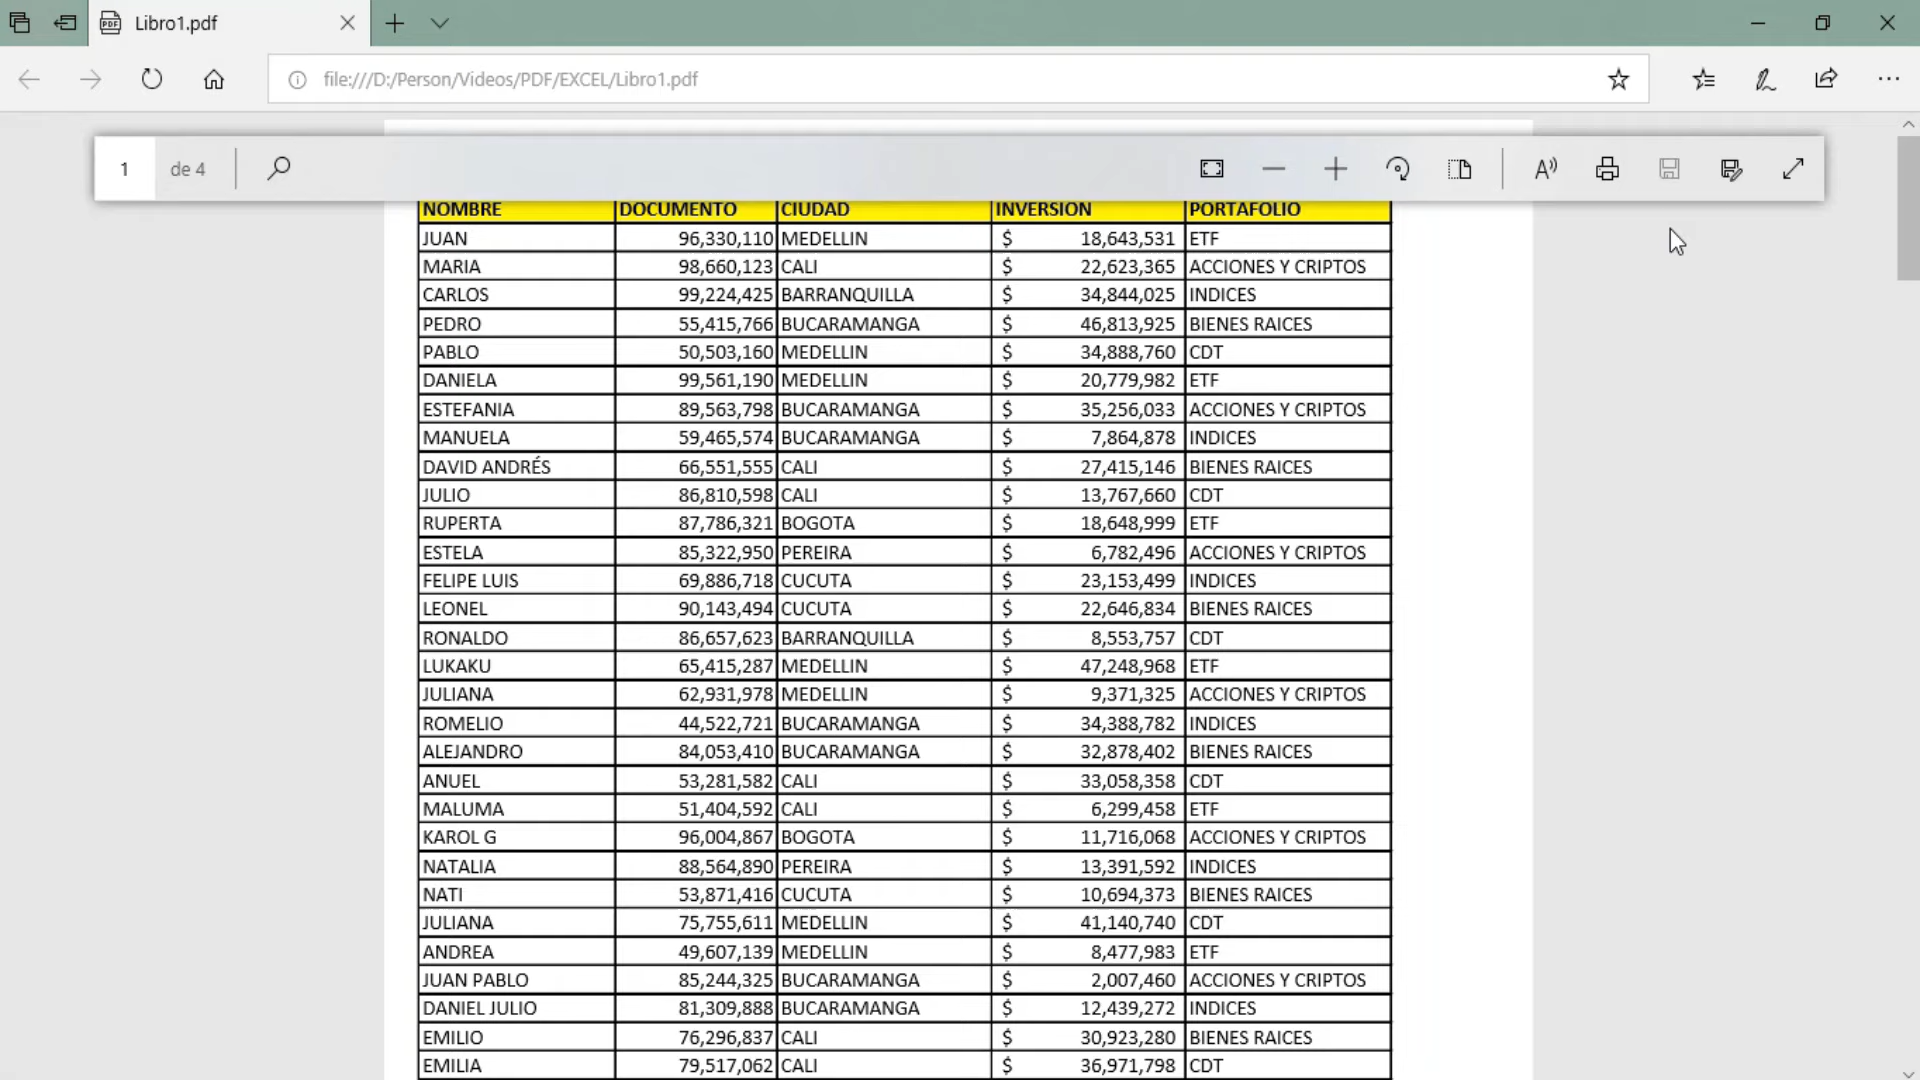 Libro1.pdf
file:///D:/Person/Videos/PDF/EXCEL/Libro1.pdf
1 de 4
NOMBRE DOCUMENTO CIUDAD INVERSION PORTAFOLIO
JUAN 96,330,110 MEDELLIN $ 18,643,531 ETF
MARIA 98,660,123 CALI $ 22,623,365 ACCIONES Y CRIPTOS
CARLOS 99,224,425 BARRANQUILLA $ 34,844,025 INDICES
PEDRO 55,415,766 BUCARAMANGA $ 46,813,925 BIENES RAICES
PABLO 50,503,160 MEDELLIN $ 34,888,760 CDT
DANIELA 99,561,190 MEDELLIN $ 20,779,982 ETF
ESTEFANIA 89,563,798 BUCARAMANGA $ 35,256,033 ACCIONES Y CRIPTOS
MANUELA 59,465,574 BUCARAMANGA $ 7,864,878 INDICES
DAVID ANDRÉS 66,551,555 CALI $ 27,415,146 BIENES RAICES
JULIO 86,810,598 CALI $ 13,767,660 CDT
RUPERTA 87,786,321 BOGOTA $ 18,648,999 ETF
ESTELA 85,322,950 PEREIRA $ 6,782,496 ACCIONES Y CRIPTOS
FELIPE LUIS 69,886,718 CUCUTA $ 23,153,499 INDICES
LEONEL 90,143,494 CUCUTA $ 22,646,834 BIENES RAICES
RONALDO 86,657,623 BARRANQUILLA $ 8,553,757 CDT
LUKAKU 65,415,287 MEDELLIN $ 47,248,968 ETF
JULIANA 62,931,978 MEDELLIN $ 9,371,325 ACCIONES Y CRIPTOS
ROMELIO 44,522,721 BUCARAMANGA $ 34,388,782 INDICES
ALEJANDRO 84,053,410 BUCARAMANGA $ 32,878,402 BIENES RAICES
ANUEL 53,281,582 CALI $ 33,058,358 CDT
MALUMA 51,404,592 CALI $ 6,299,458 ETF
KAROL G 96,004,867 BOGOTA $ 11,716,068 ACCIONES Y CRIPTOS
NATALIA 88,564,890 PEREIRA $ 13,391,592 INDICES
NATI 53,871,416 CUCUTA $ 10,694,373 BIENES RAICES
JULIANA 75,755,611 MEDELLIN $ 41,140,740 CDT
ANDREA 49,607,139 MEDELLIN $ 8,477,983 ETF
JUAN PABLO 85,244,325 BUCARAMANGA $ 2,007,460 ACCIONES Y CRIPTOS
DANIEL JULIO 81,309,888 BUCARAMANGA $ 12,439,272 INDICES
EMILIO 76,296,837 CALI $ 30,923,280 BIENES RAICES
EMILIA 79,517,062 CALI $ 36,971,798 CDT